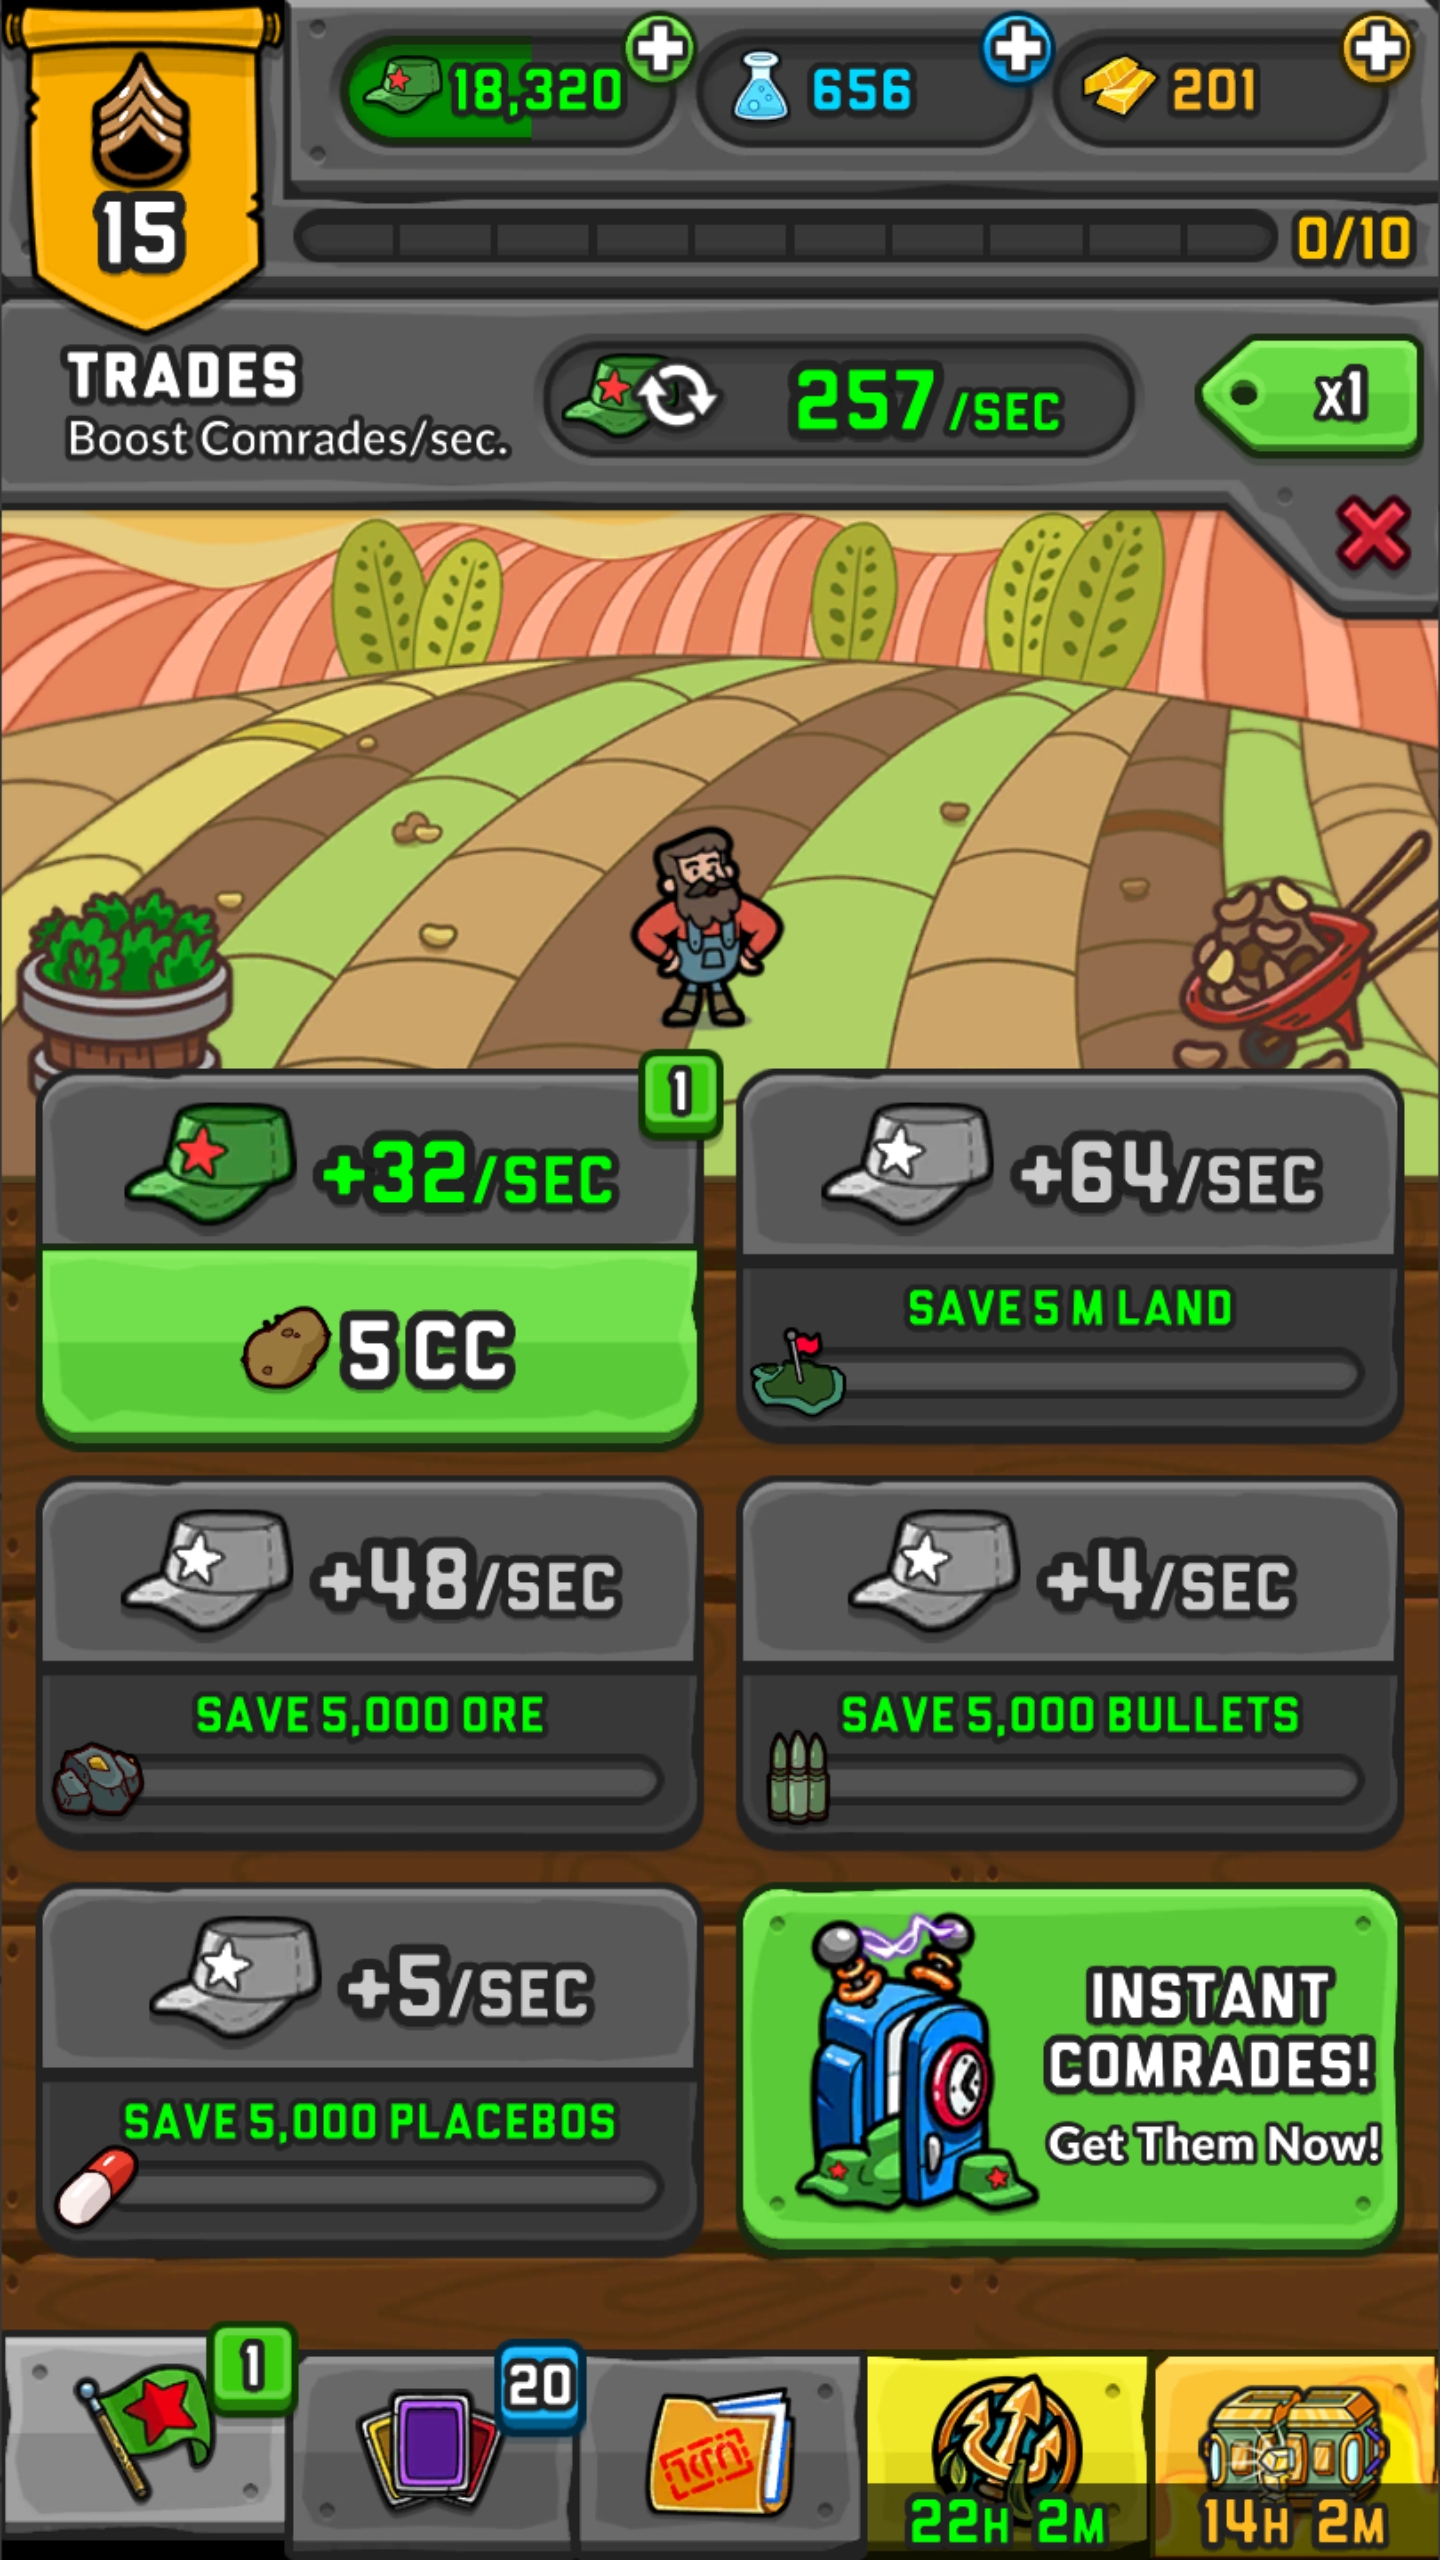 18,320
656
201
15
0/10
TRADES
Boost Comrades/sec.
257/SEC
x1
1
+32/SEC
5 CC
+64/SEC
SAVE 5 M LAND
+48/SEC
SAVE 5,000 ORE
+4/SEC
SAVE 5,000 BULLETS
+5/SEC
SAVE 5,000 PLACEBOS
INSTANT
COMRADES!
Get Them Now!
1
20
22H 2M
14H 2M